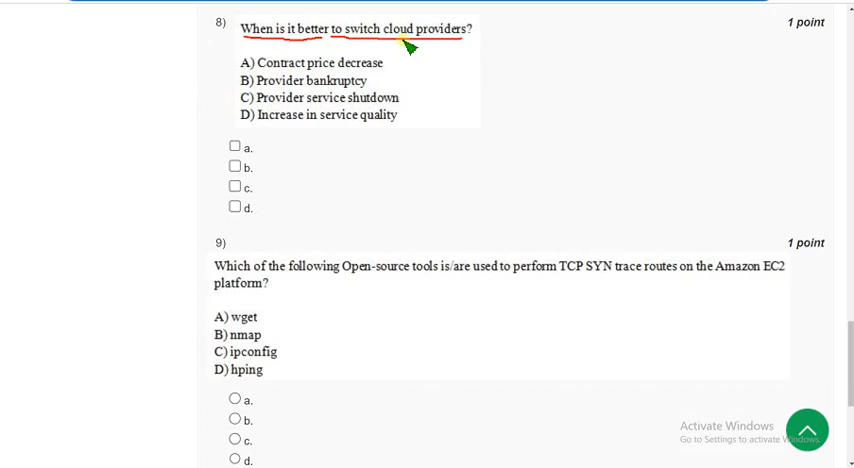 8)
When is it better to switch cloud providers?
1 point
A) Contract price decrease
B) Provider bankruptcy
C) Provider service shutdown
D) Increase in service quality
a.
b.
c.
d.
9)
1 point
Which of the following Open-source tools is/are used to perform TCP SYN trace routes on the Amazon EC2
platform?
A) wget
B) nmap
C) ipconfig
D) hping
a.
b.
c.
d.
Activate Windows
Go to Settings to activate Windows.